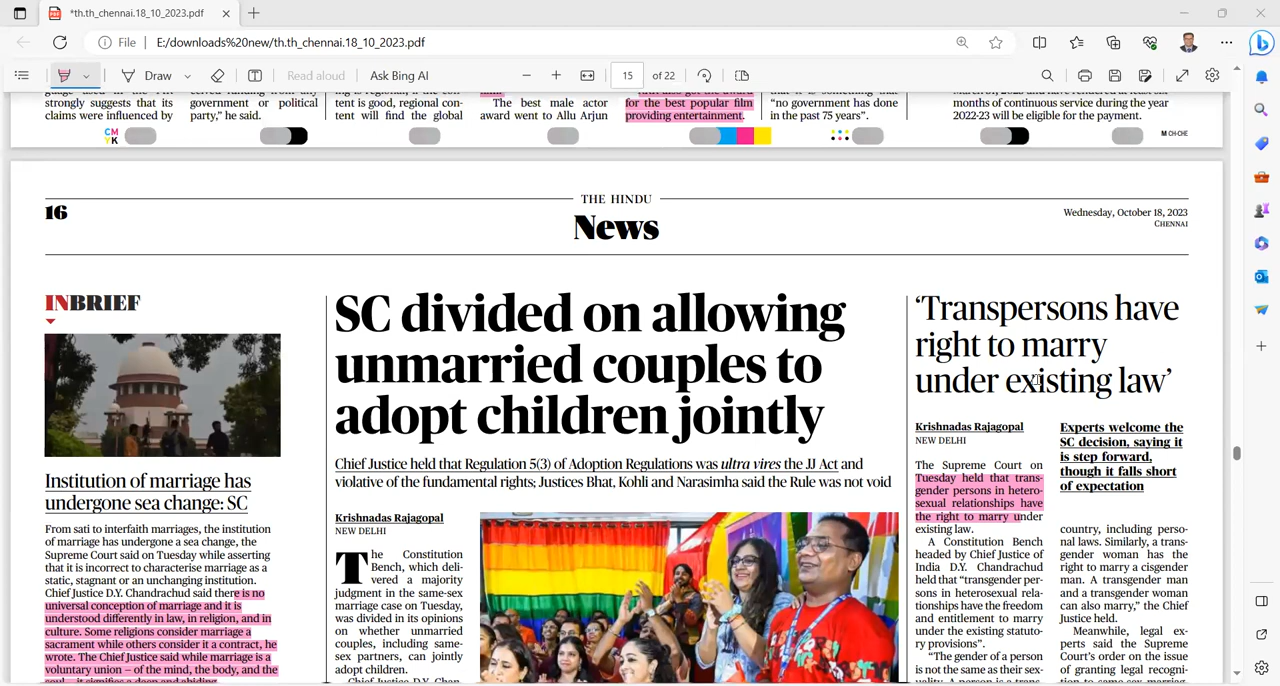 *th.th_chennai.18_10_2023.pdf
File
E:/downloads%20new/th.th_chennai.18_10_2023.pdf
Draw
Read aloud
Ask Bing AI
15
of 22
strongly suggests that its
claims were influenced by
government or political
party,” he said.
tent is good, regional con-
tent will find the global
The best male actor
award went to Allu Arjun
for the best popular film
providing entertainment.
“no government has done
in the past 75 years”.
months of continuous service during the year
2022-23 will be eligible for the payment.
CM
YK
M CH-CHE
16
THE HINDU
News
Wednesday, October 18, 2023
CHENNAI
INBRIEF
Institution of marriage has
undergone sea change: SC
From sati to interfaith marriages, the institution
of marriage has undergone a sea change, the
Supreme Court said on Tuesday while asserting
that it is incorrect to characterise marriage as a
static, stagnant or an unchanging institution.
Chief Justice D.Y. Chandrachud said there is no
universal conception of marriage and it is
understood differently in law, in religion, and in
culture. Some religions consider marriage a
sacrament while others consider it a contract, he
wrote. The Chief Justice said while marriage is a
voluntary union – of the mind, the body, and the
SC divided on allowing
unmarried couples to
adopt children jointly
Chief Justice held that Regulation 5(3) of Adoption Regulations was ultra vires the JJ Act and
violative of the fundamental rights; Justices Bhat, Kohli and Narasimha said the Rule was not void
Krishnadas Rajagopal
NEW DELHI
The Constitution
Bench, which deli-
vered a majority
judgment in the same-sex
marriage case on Tuesday,
was divided in its opinions
on whether unmarried
couples, including same-
sex partners, can jointly
adopt children.
‘Transpersons have
right to marry
under existing law’
Krishnadas Rajagopal
NEW DELHI
The Supreme Court on
Tuesday held that trans-
gender persons in hetero-
sexual relationships have
the right to marry under
existing law.
A Constitution Bench
headed by Chief Justice of
India D.Y. Chandrachud
held that “transgender per-
sons in heterosexual rela-
tionships have the freedom
and entitlement to marry
under the existing statuto-
ry provisions”.
“The gender of a person
is not the same as their sex-
Experts welcome the
SC decision, saying it
is step forward,
though it falls short
of expectation
country, including perso-
nal laws. Similarly, a trans-
gender woman has the
right to marry a cisgender
man. A transgender man
and a transgender woman
can also marry,” the Chief
Justice held.
Meanwhile, legal ex-
perts said the Supreme
Court’s order on the issue
of granting legal recogni-